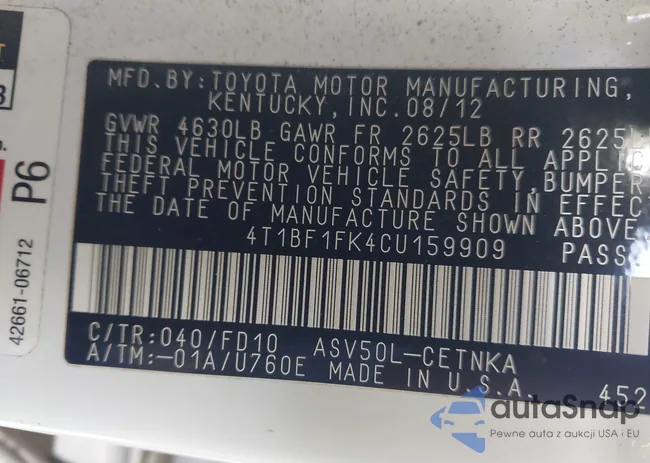 MFD.BY:TOYOTA MOTOR MANUFACTURING,
KENTUCKY,INC.08/12
GVWR 4630LB GAWR FR 2625LB RR 2625L
THIS VEHICLE CONFORMS TO ALL APPLIC
FEDERAL MOTOR VEHICLE SAFETY,BUMPER
THEFT PREVENTION STANDARDS IN EFFECT
THE DATE OF MANUFACTURE SHOWN ABOVE
4T1BF1FK4CU159909 PASS
C/TR:040/FD10 ASV50L-CETNKA
A/TM:-01A/U760E MADE IN U.S.A. 452
P6
42661-06712
autaSnap
Pewne auta z aukcji USA i EU